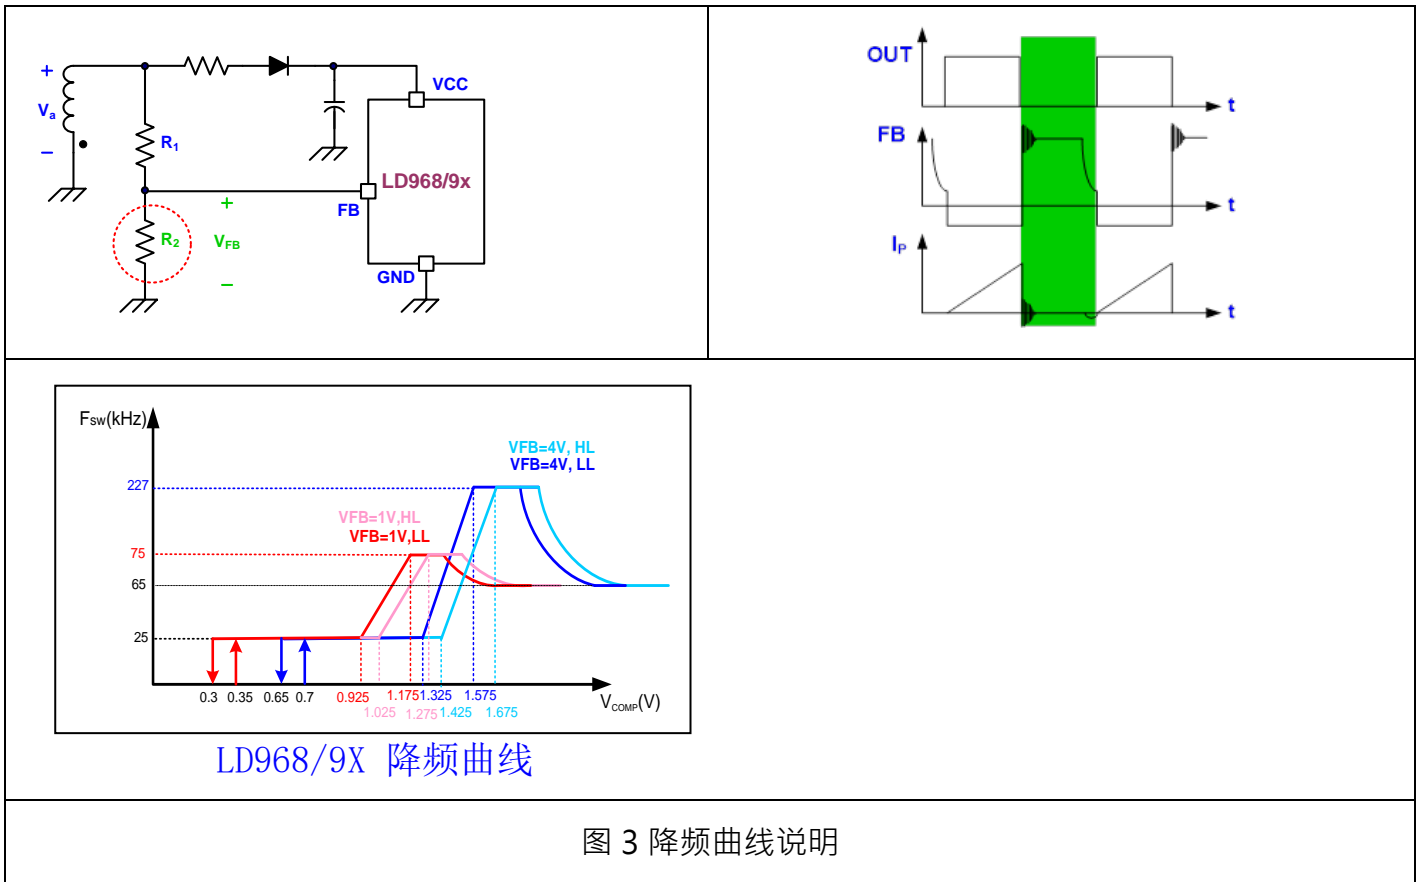 +
Va
−
R1
R2
+
VFB
−
VCC
LD968/9x
FB
GND
OUT
t
FB
t
IP
t
Fsw(kHz)
VFB=4V, HL
VFB=4V, LL
227
VFB=1V,HL
VFB=1V,LL
75
65
25
0.3 0.35 0.65 0.7 0.925 1.175 1.325 1.575
1.025 1.275 1.425 1.675
VCOMP(V)
LD968/9X 降频曲线
图 3 降频曲线说明